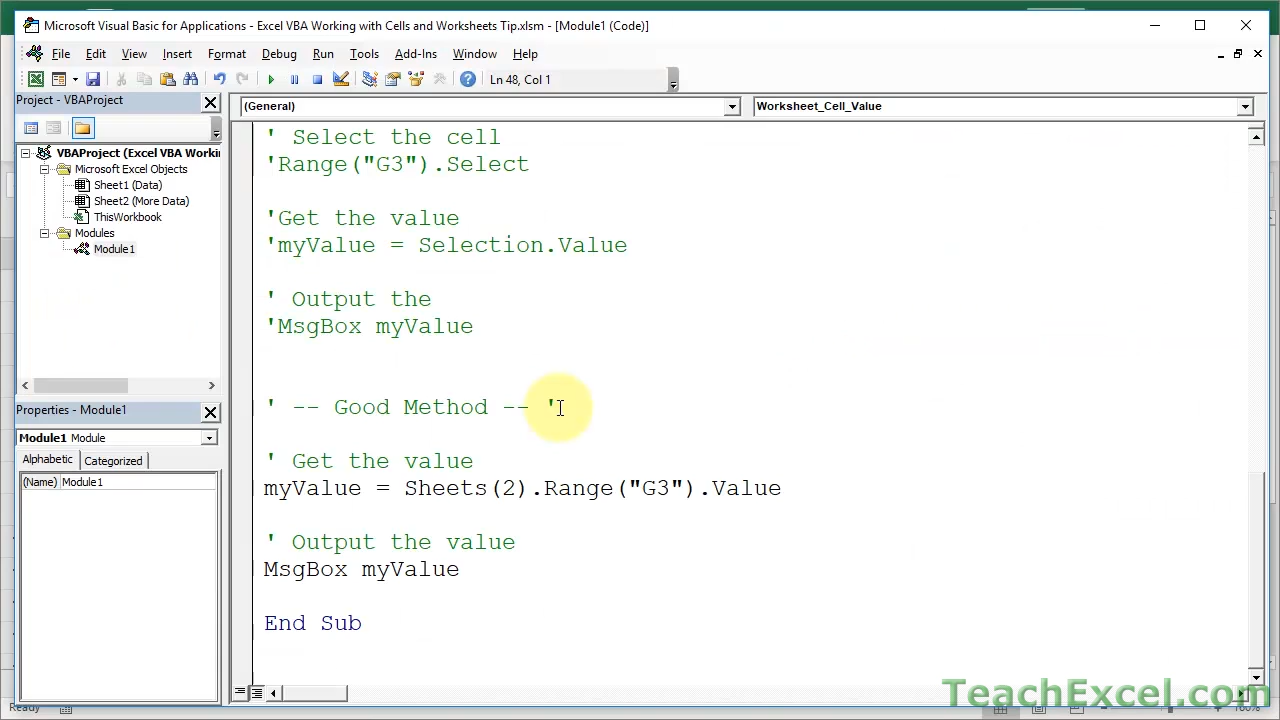 Microsoft Visual Basic for Applications - Excel VBA Working with Cells and Worksheets Tip.xlsm - [Module1 (Code)]
File Edit View Insert Format Debug Run Tools Add-Ins Window Help
Ln 48, Col 1
Project - VBAProject
(General)
Worksheet_Cell_Value
VBAProject (Excel VBA Worki
Microsoft Excel Objects
Sheet1 (Data)
Sheet2 (More Data)
ThisWorkbook
Modules
Module1
Properties - Module1
Module1 Module
Alphabetic Categorized
(Name) Module1
' Select the cell
'Range("G3").Select
'Get the value
'myValue = Selection.Value
' Output the
'MsgBox myValue
' -- Good Method -- '
' Get the value
myValue = Sheets(2).Range("G3").Value
' Output the value
MsgBox myValue
End Sub
TeachExcel.com
Ready
100%